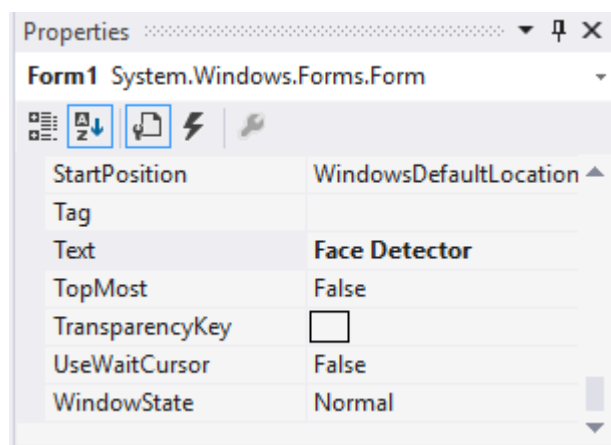 Properties
Form1 System.Windows.Forms.Form
StartPosition WindowsDefaultLocation
Tag
Text Face Detector
TopMost False
TransparencyKey
UseWaitCursor False
WindowState Normal